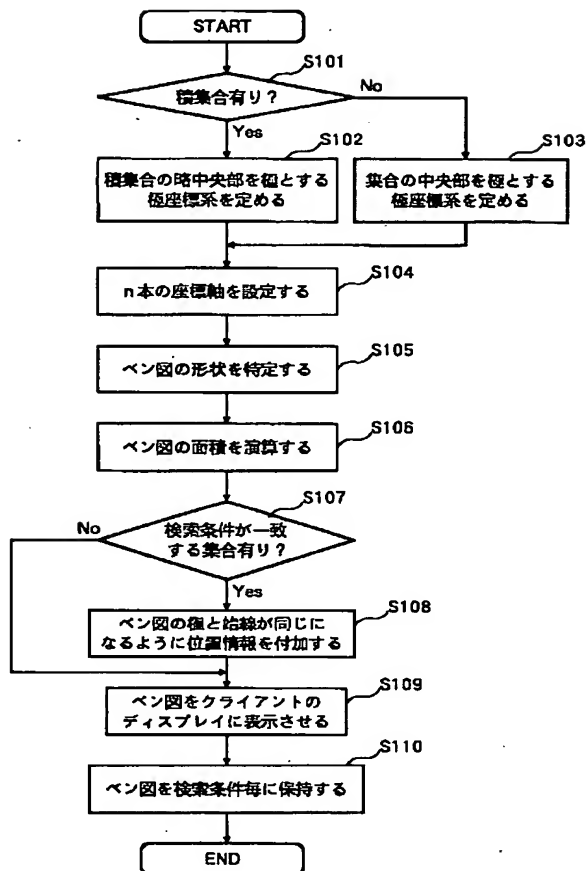 START
S101
積集合有り?
No
Yes
S102
積集合の略中央部を極とする
極座標系を定める
S103
集合の中央部を極とする
極座標系を定める
S104
n本の座標軸を設定する
S105
ベン図の形状を特定する
S106
ベン図の面積を演算する
S107
No
検索条件が一致
する集合有り?
Yes
S108
ベン図の極と始線が同じに
なるように位置情報を付加する
S109
ベン図をクライアントの
ディスプレイに表示させる
S110
ベン図を検索条件毎に保持する
END